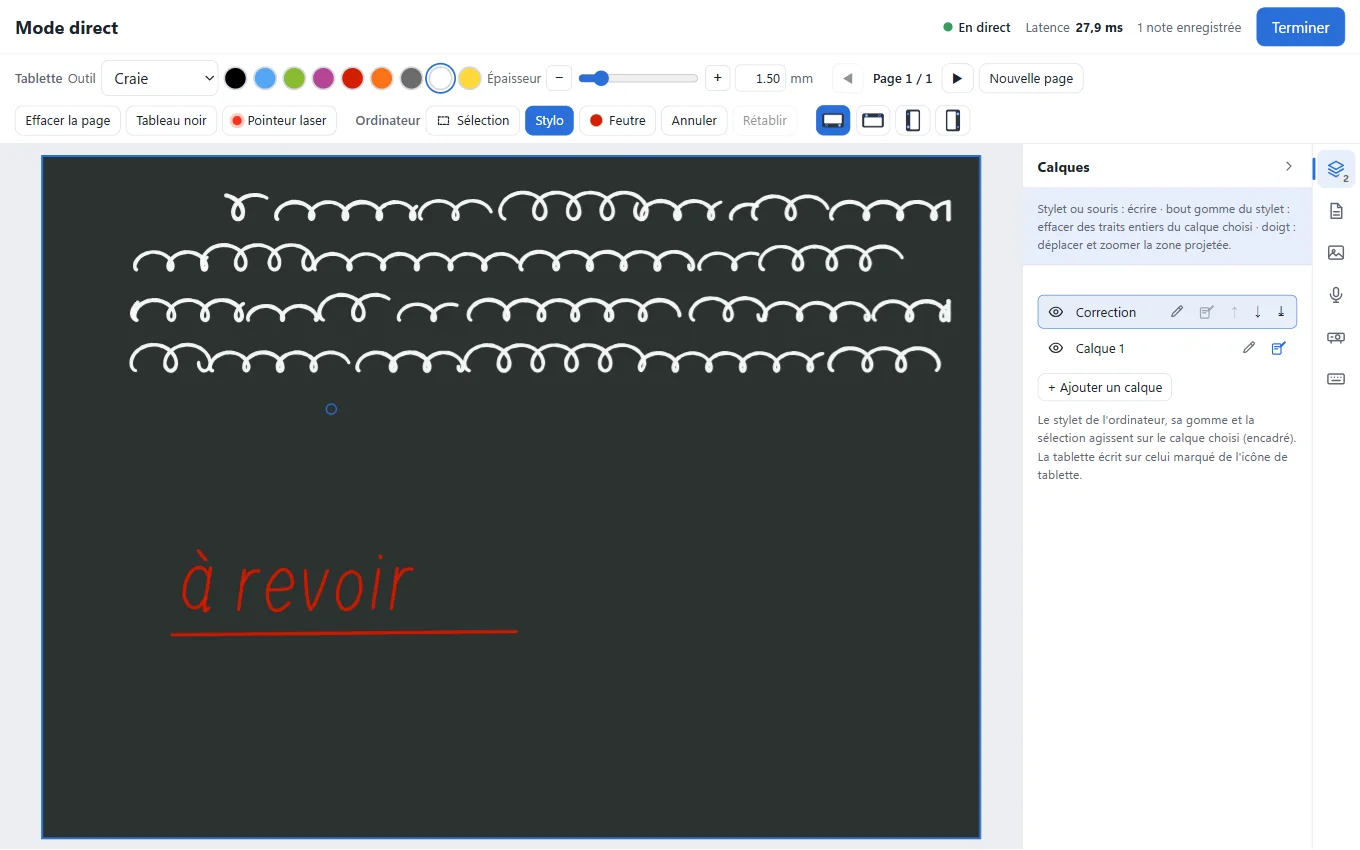 Mode direct
En direct Latence 27,9 ms 1 note enregistrée Terminer
Tablette Outil Craie Épaisseur − + 1.50 mm ◀ Page 1 / 1 ▶ Nouvelle page
Effacer la page Tableau noir Pointeur laser Ordinateur Sélection Stylo Feutre Annuler Rétablir
à revoir
Calques
2
Stylet ou souris : écrire · bout gomme du stylet :
effacer des traits entiers du calque choisi · doigt :
déplacer et zoomer la zone projetée.
Correction ↑ ↓ ⤓
Calque 1
+ Ajouter un calque
Le stylet de l'ordinateur, sa gomme et la
sélection agissent sur le calque choisi (encadré).
La tablette écrit sur celui marqué de l'icône de
tablette.